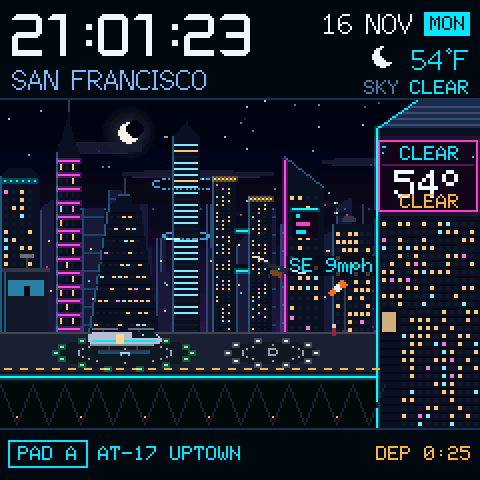 21:01:23
16 NOV MON
54°F
SAN FRANCISCO
SKY CLEAR
CLEAR
54°
CLEAR
SE 9mph
A
D
PAD A AT-17 UPTOWN
DEP 0:25